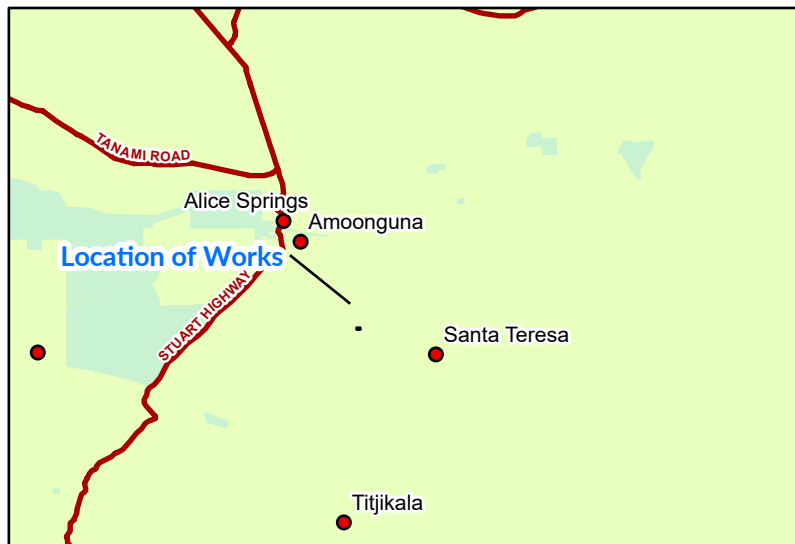 TANAMI ROAD
Alice Springs
Amoonguna
Location of Works
STUART HIGHWAY
Santa Teresa
Titjikala